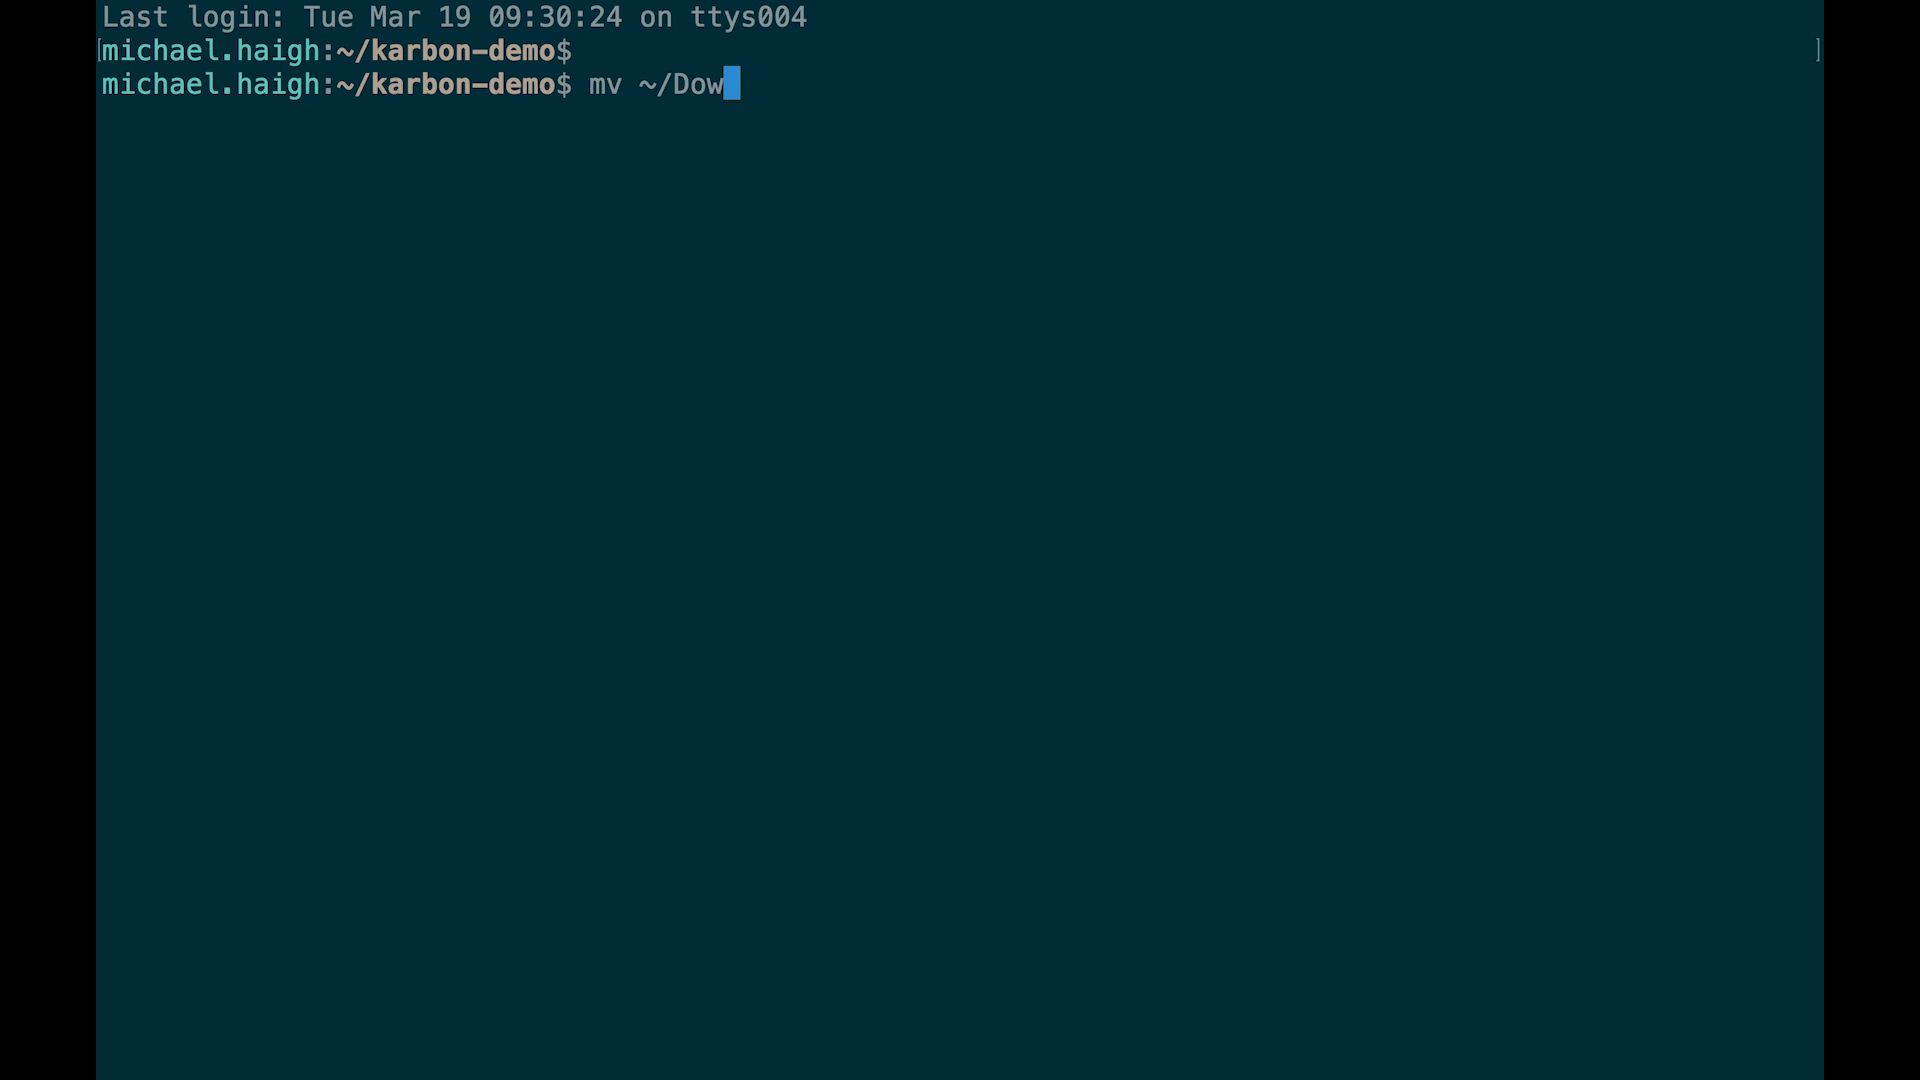 Last login: Tue Mar 19 09:30:24 on ttys004
[michael.haigh:~/karbon-demo$ ]
michael.haigh:~/karbon-demo$ mv ~/Dow